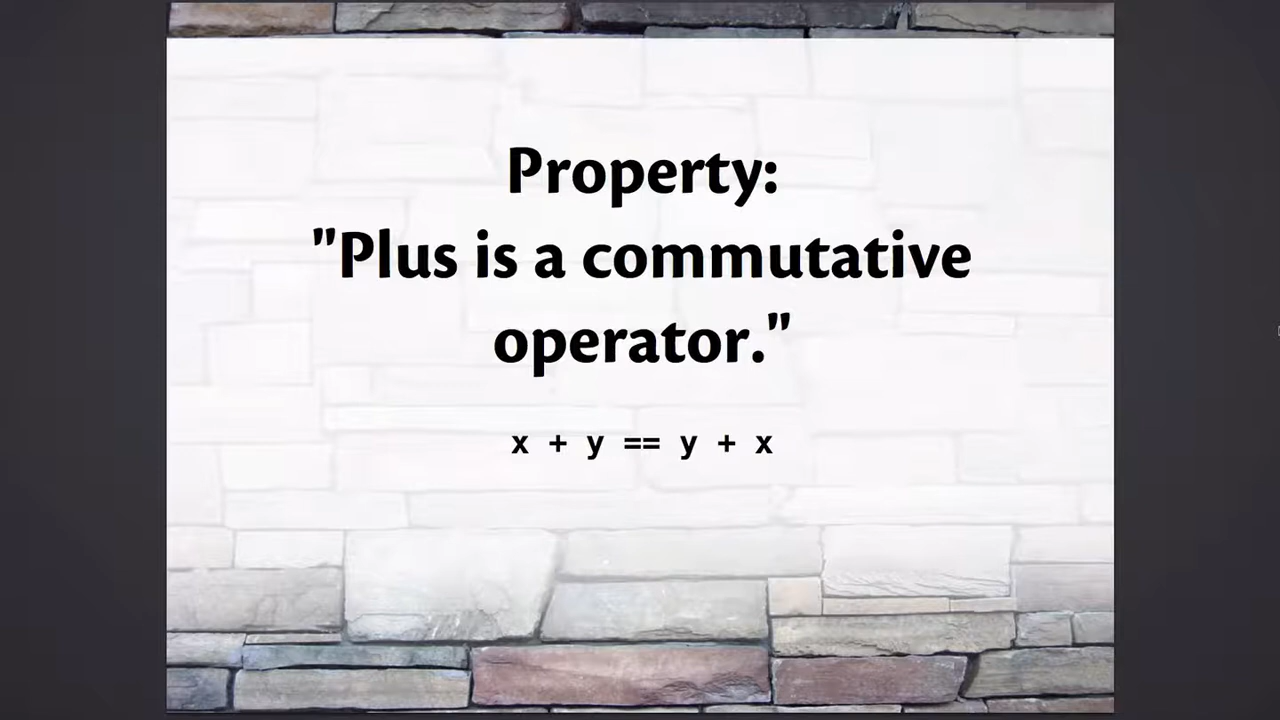 Property:
"Plus is a commutative
operator."
x + y == y + x